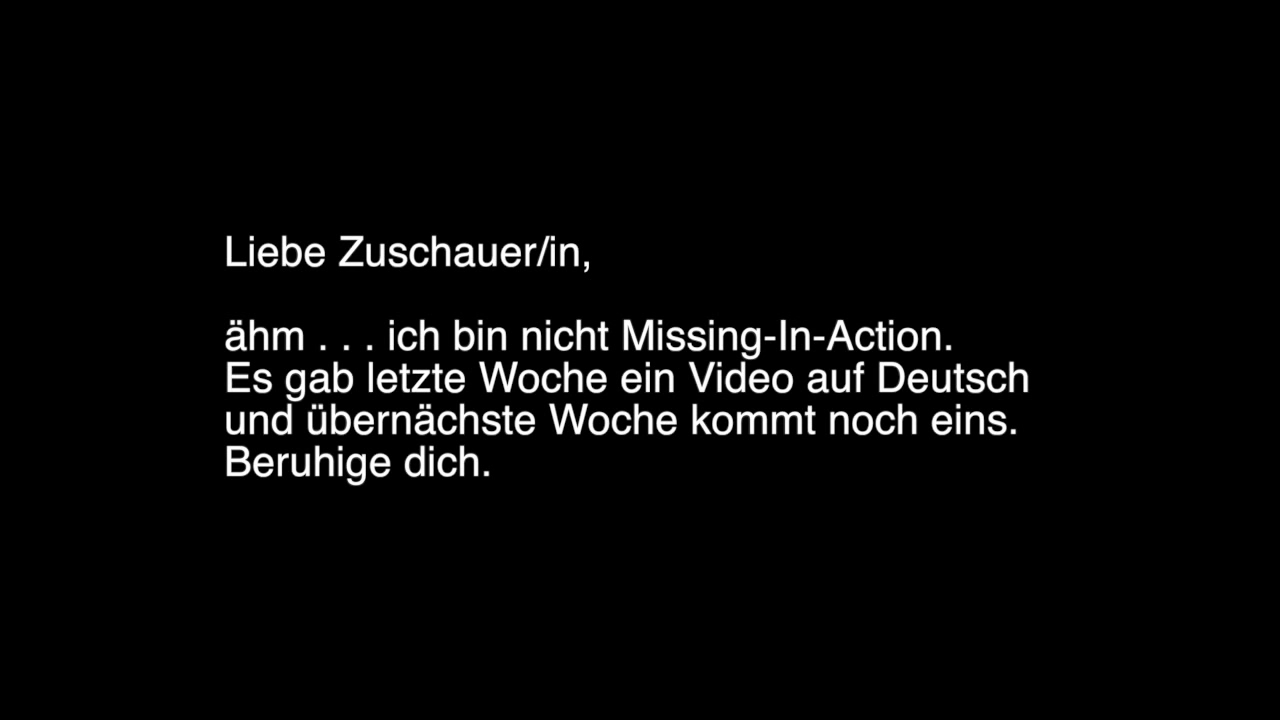 Liebe Zuschauer/in,
ähm . . . ich bin nicht Missing-In-Action.
Es gab letzte Woche ein Video auf Deutsch
und übernächste Woche kommt noch eins.
Beruhige dich.